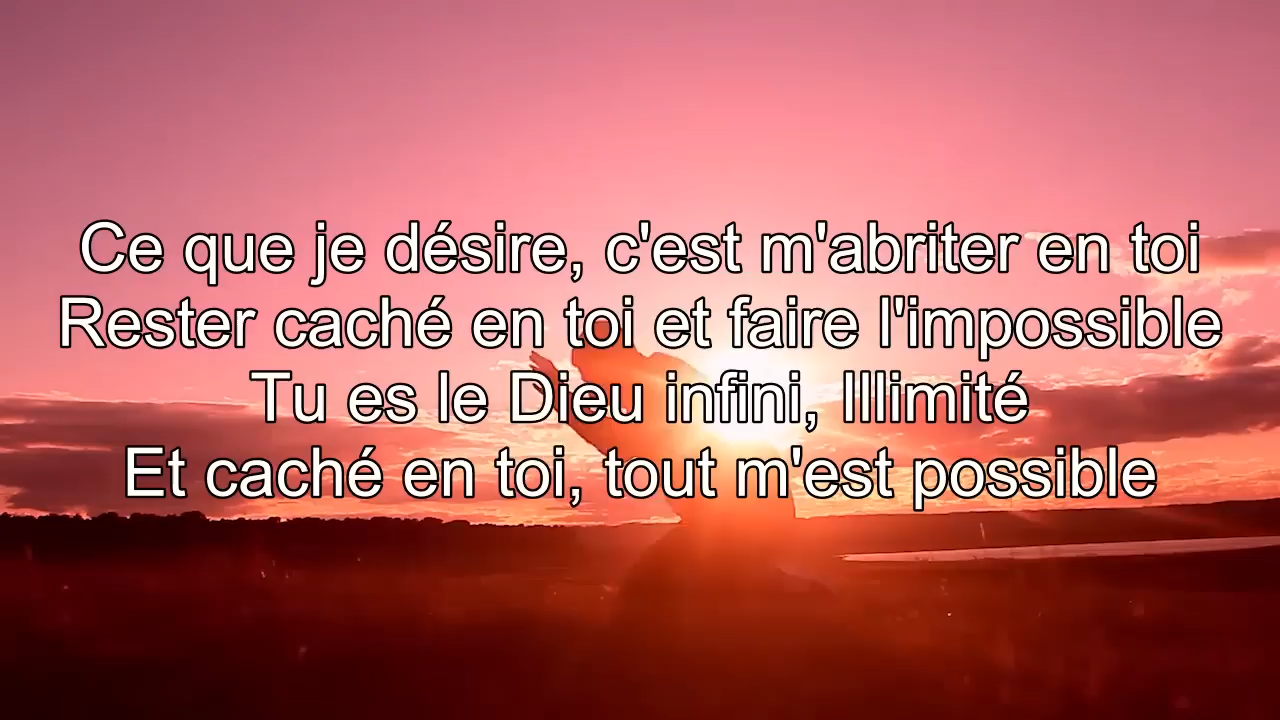 Ce que je désire, c'est m'abriter en toi
Rester caché en toi et faire l'impossible
Tu es le Dieu infini, Illimité
Et caché en toi, tout m'est possible